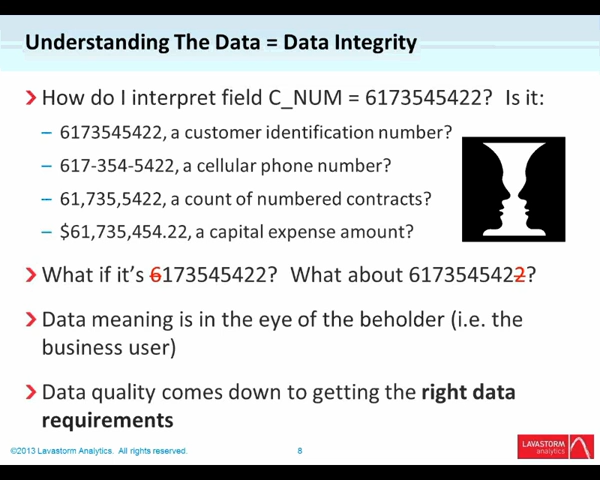 Understanding The Data = Data Integrity
How do I interpret field C_NUM = 6173545422? Is it:
– 6173545422, a customer identification number?
– 617-354-5422, a cellular phone number?
– 61,735,5422, a count of numbered contracts?
– $61,735,454.22, a capital expense amount?
What if it's 6173545422? What about 6173545422?
Data meaning is in the eye of the beholder (i.e. the
business user)
Data quality comes down to getting the right data
requirements
©2013 Lavastorm Analytics. All rights reserved.
8
LAVASTORM
analytics